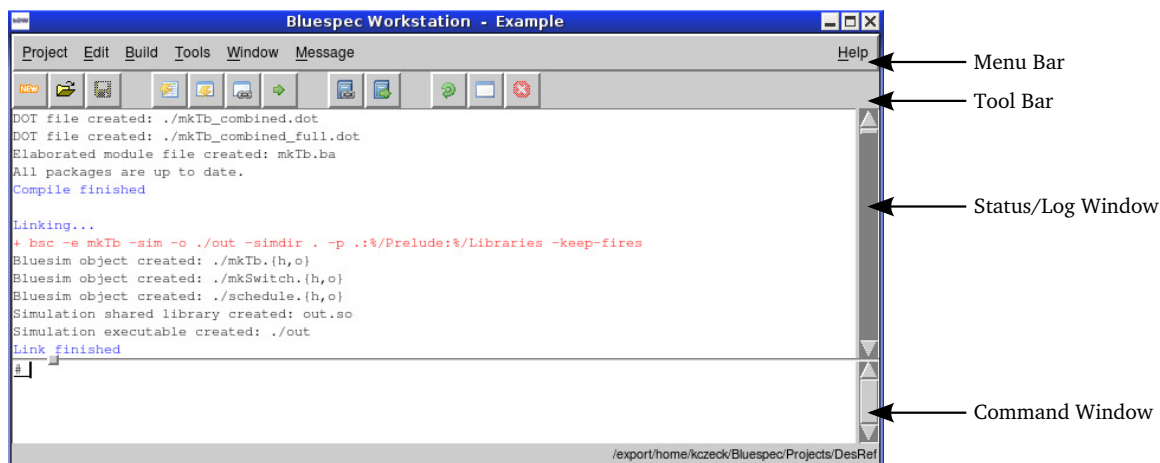 Bluespec Workstation - Example
Project Edit Build Tools Window Message Help
Menu Bar
NEW
Tool Bar
DOT file created: ./mkTb_combined.dot
DOT file created: ./mkTb_combined_full.dot
Elaborated module file created: mkTb.ba
All packages are up to date.
Compile finished
Status/Log Window
Linking...
+ bsc -e mkTb -sim -o ./out -simdir . -p .:%/Prelude:%/Libraries -keep-fires
Bluesim object created: ./mkTb.{h,o}
Bluesim object created: ./mkSwitch.{h,o}
Bluesim object created: ./schedule.{h,o}
Simulation shared library created: out.so
Simulation executable created: ./out
Link finished
#
Command Window
/export/home/kczeck/Bluespec/Projects/DesRef